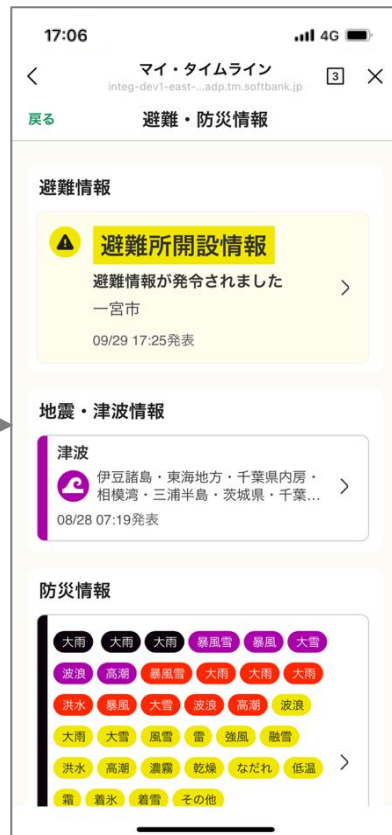 17:06
4G
マイ・タイムライン
integ-dev1-east-...adp.tm.softbank.jp
3
戻る
避難・防災情報
避難情報
避難所開設情報
避難情報が発令されました
一宮市
09/29 17:25発表
地震・津波情報
津波
伊豆諸島・東海地方・千葉県内房・
相模湾・三浦半島・茨城県・千葉...
08/28 07:19発表
防災情報
大雨 大雨 大雨 暴風雪 暴風 大雪
波浪 高潮 暴風雪 大雨 大雨 大雨
洪水 暴風 大雪 波浪 高潮 波浪
大雨 大雪 風雪 雷 強風 融雪
洪水 高潮 濃霧 乾燥 なだれ 低温
霜 着氷 着雪 その他